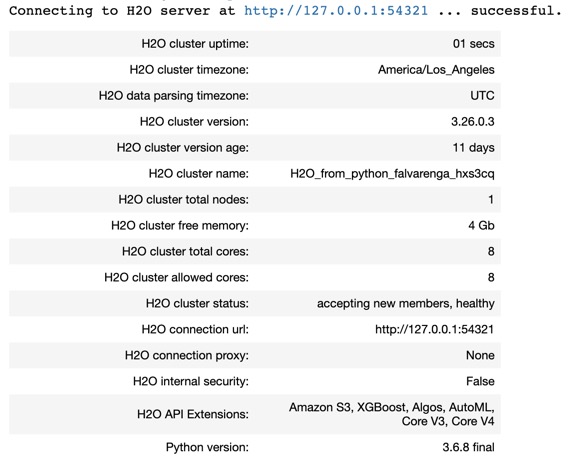 Connecting to H2O server at http://127.0.0.1:54321 ... successful.
H2O cluster uptime: 01 secs
H2O cluster timezone: America/Los_Angeles
H2O data parsing timezone: UTC
H2O cluster version: 3.26.0.3
H2O cluster version age: 11 days
H2O cluster name: H2O_from_python_falvarenga_hxs3cq
H2O cluster total nodes: 1
H2O cluster free memory: 4 Gb
H2O cluster total cores: 8
H2O cluster allowed cores: 8
H2O cluster status: accepting new members, healthy
H2O connection url: http://127.0.0.1:54321
H2O connection proxy: None
H2O internal security: False
H2O API Extensions: Amazon S3, XGBoost, Algos, AutoML,
Core V3, Core V4
Python version: 3.6.8 final